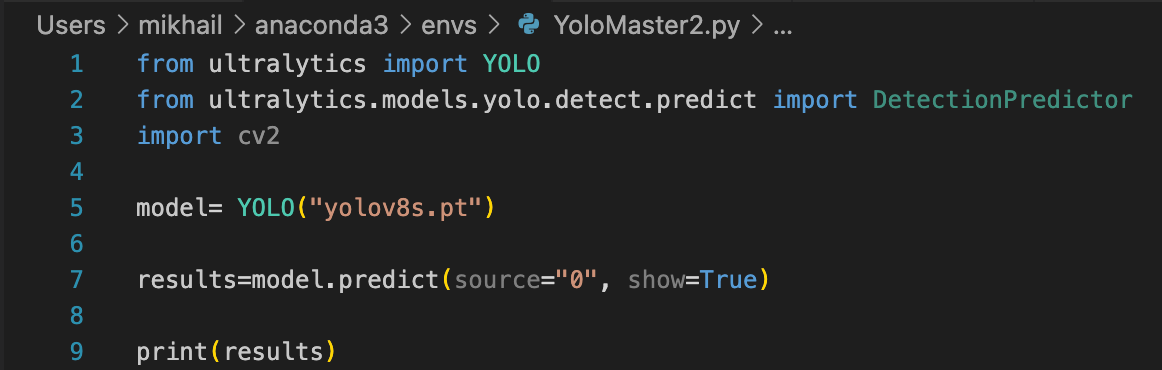 Users > mikhail > anaconda3 > envs > YoloMaster2.py > ...
1 from ultralytics import YOLO
2 from ultralytics.models.yolo.detect.predict import DetectionPredictor
3 import cv2
4
5 model= YOLO("yolov8s.pt")
6
7 results=model.predict(source="0", show=True)
8
9 print(results)